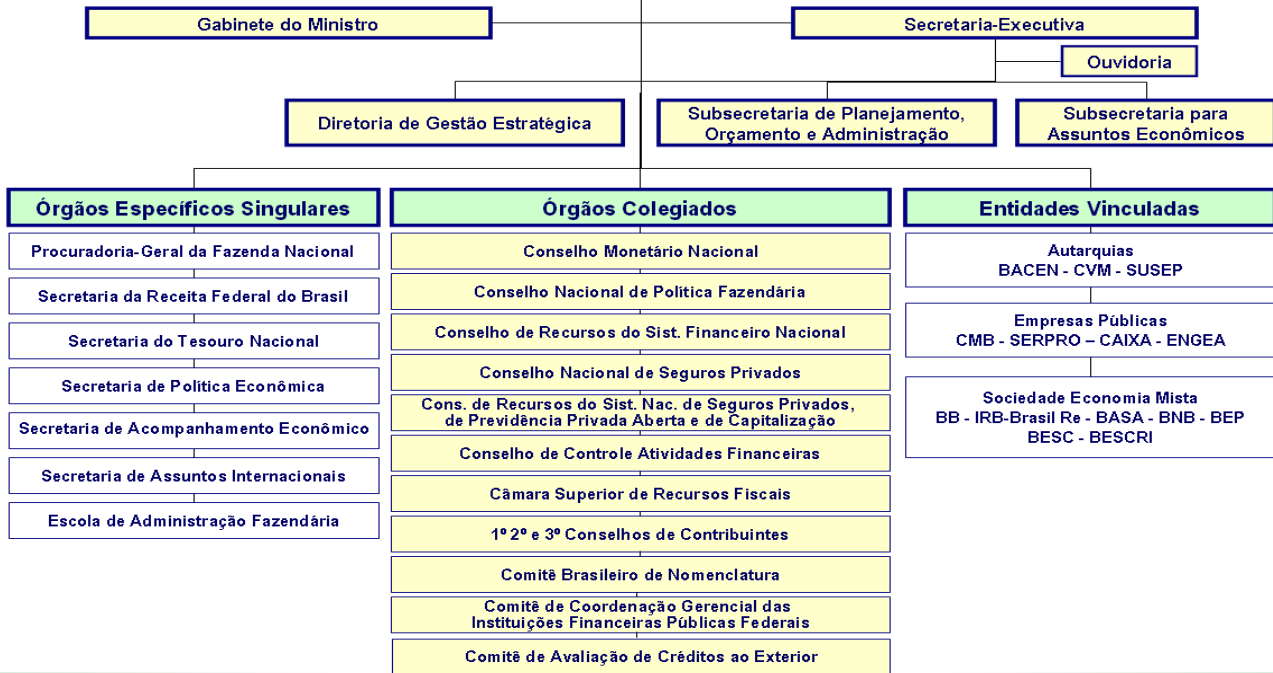 Gabinete do Ministro
Secretaria-Executiva
Ouvidoria
Diretoria de Gestão Estratégica
Subsecretaria de Planejamento,
Orçamento e Administração
Subsecretaria para
Assuntos Econômicos
Órgãos Específicos Singulares
Procuradoria-Geral da Fazenda Nacional
Secretaria da Receita Federal do Brasil
Secretaria do Tesouro Nacional
Secretaria de Política Econômica
Secretaria de Acompanhamento Econômico
Secretaria de Assuntos Internacionais
Escola de Administração Fazendária
Órgãos Colegiados
Conselho Monetário Nacional
Conselho Nacional de Política Fazendária
Conselho de Recursos do Sist. Financeiro Nacional
Conselho Nacional de Seguros Privados
Cons. de Recursos do Sist. Nac. de Seguros Privados,
de Previdência Privada Aberta e de Capitalização
Conselho de Controle Atividades Financeiras
Câmara Superior de Recursos Fiscais
1º 2º e 3º Conselhos de Contribuintes
Comitê Brasileiro de Nomenclatura
Comitê de Coordenação Gerencial das
Instituições Financeiras Públicas Federais
Comitê de Avaliação de Créditos ao Exterior
Entidades Vinculadas
Autarquias
BACEN - CVM - SUSEP
Empresas Públicas
CMB - SERPRO – CAIXA - ENGEA
Sociedade Economia Mista
BB - IRB-Brasil Re - BASA - BNB - BEP
BESC - BESCRI